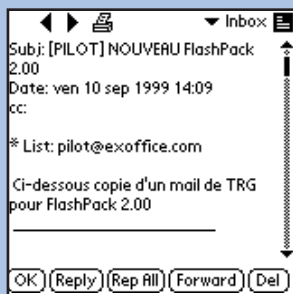 Inbox
Subj: [PILOT] NOUVEAU FlashPack
2.00
Date: ven 10 sep 1999 14:09
cc:
* List: pilot@exoffice.com
Ci-dessous copie d'un mail de TRG
pour FlashPack 2.00
OK Reply Rep All Forward Del